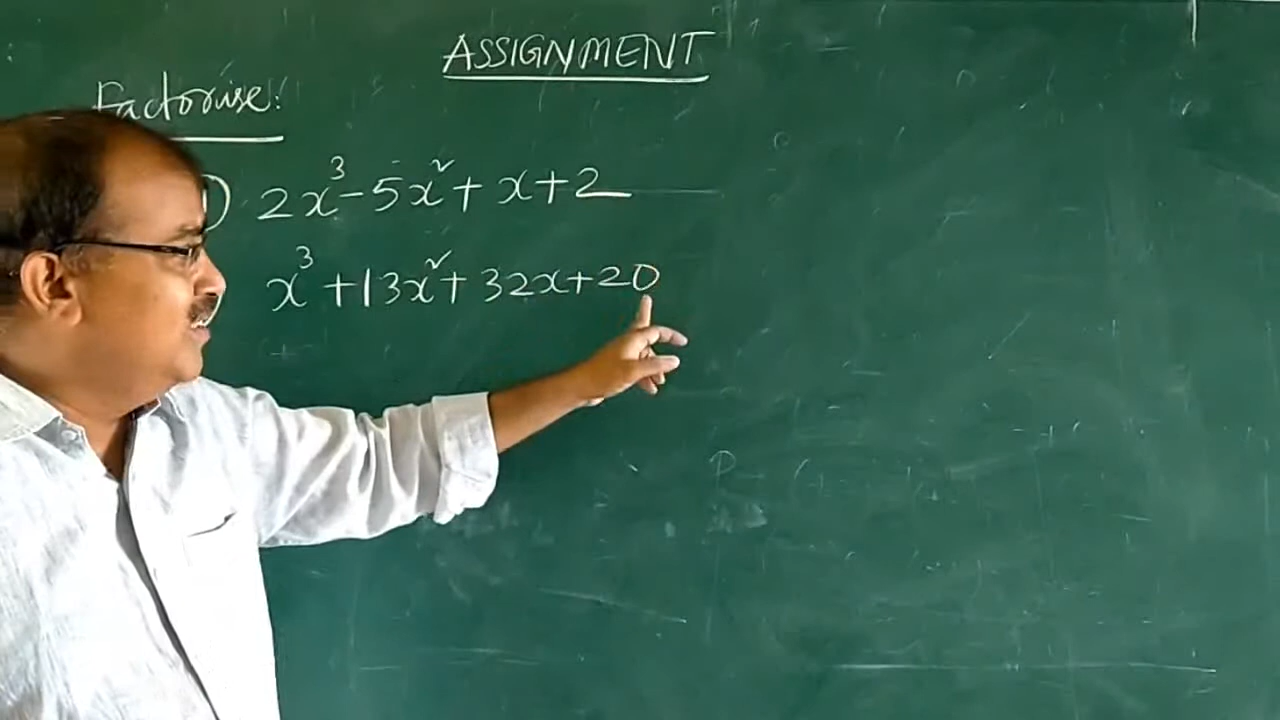 ASSIGNMENT
Factorise:
1) 2x³-5x²+x+2
) x³+13x²+32x+20
P